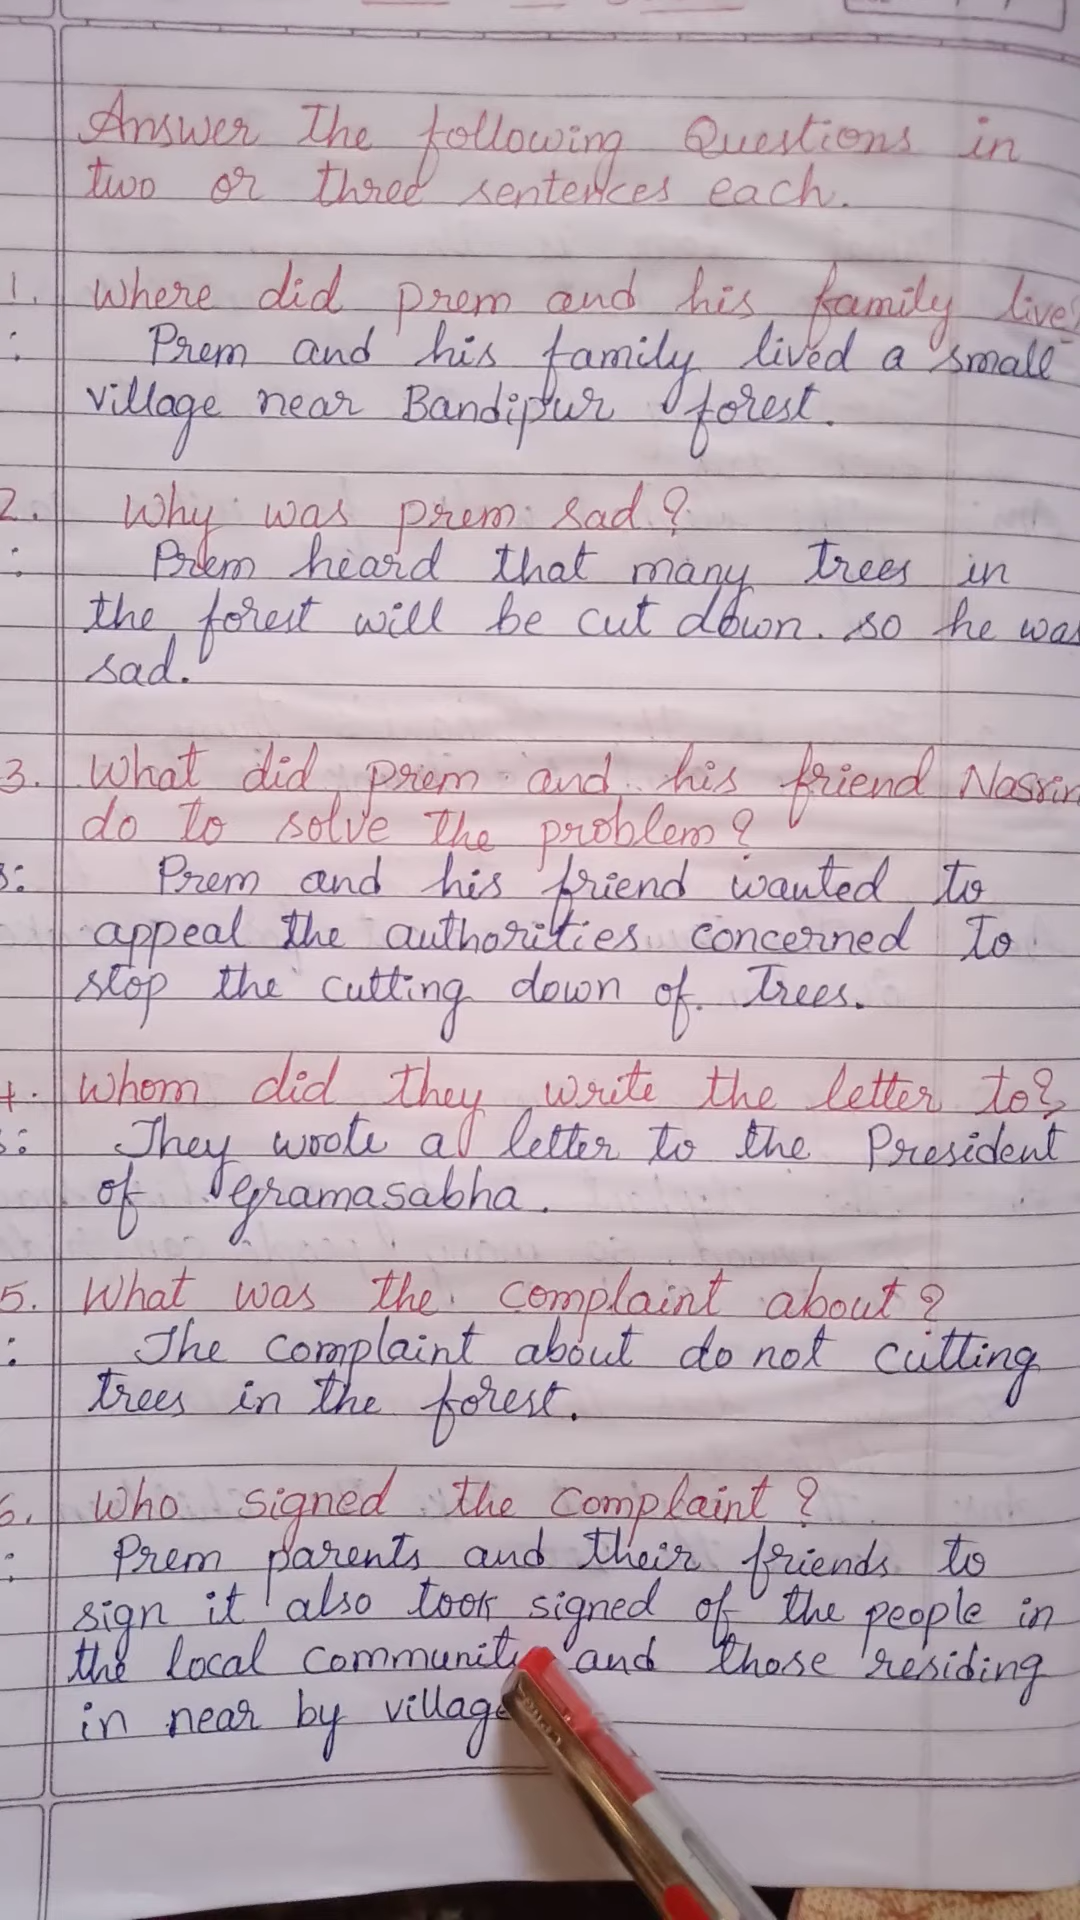 Answer The following Questions in
two or three sentences each.
1. Where did prem and his family live?
: Prem and his family lived a small
village near Bandipur forest.
2. Why was prem sad?
: Prem heard that many trees in
the forest will be cut down. so he was
sad.
3. What did prem and his friend Nasrin
do to solve the problem?
: Prem and his friend wanted to
appeal the authorities concerned to
stop the cutting down of Trees.
4. Whom did they write the letter to?
: They wrote a letter to the President
of gramasabha.
5. What was the complaint about?
: The complaint about do not cutting
trees in the forest.
6. Who signed the complaint?
: Prem parents and their friends to
sign it also took signed of the people in
the local community and those residing
in near by village